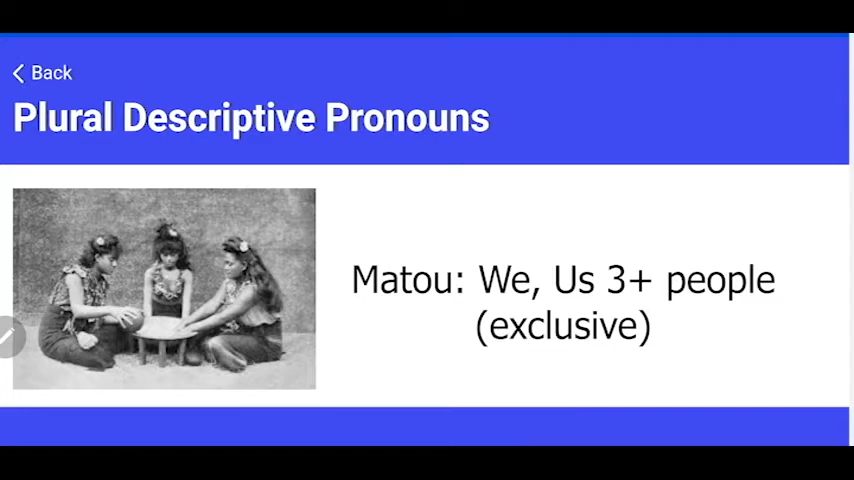 Back
Plural Descriptive Pronouns
Matou: We, Us 3+ people
(exclusive)